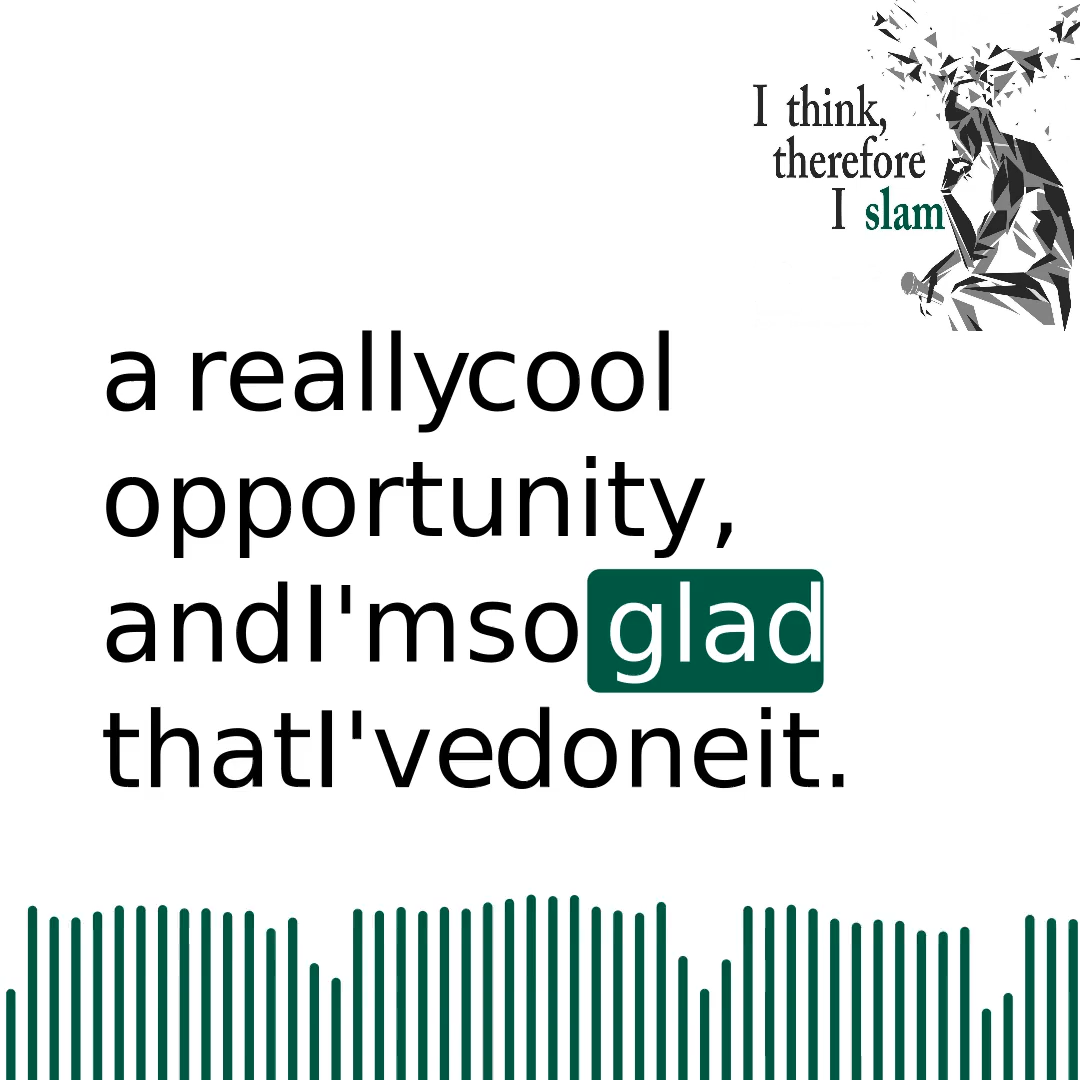 I think,
therefore
I slam
a reallycool
opportunity,
andI'mso glad
thatI'vedoneit.